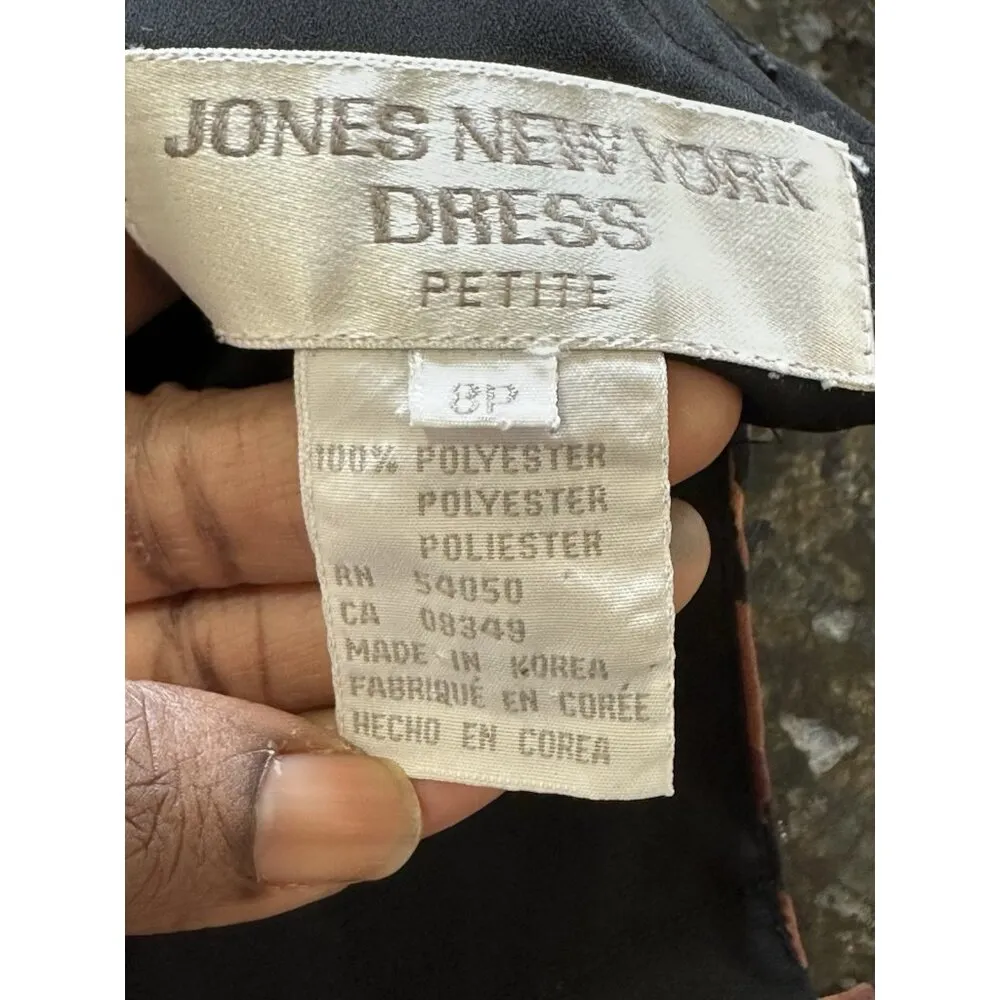 JONES NEW YORK
DRESS
PETITE
8P
100% POLYESTER
POLYESTER
POLIESTER
RN 54050
CA 08349
MADE IN KOREA
FABRIQUÉ EN CORÉE
HECHO EN COREA